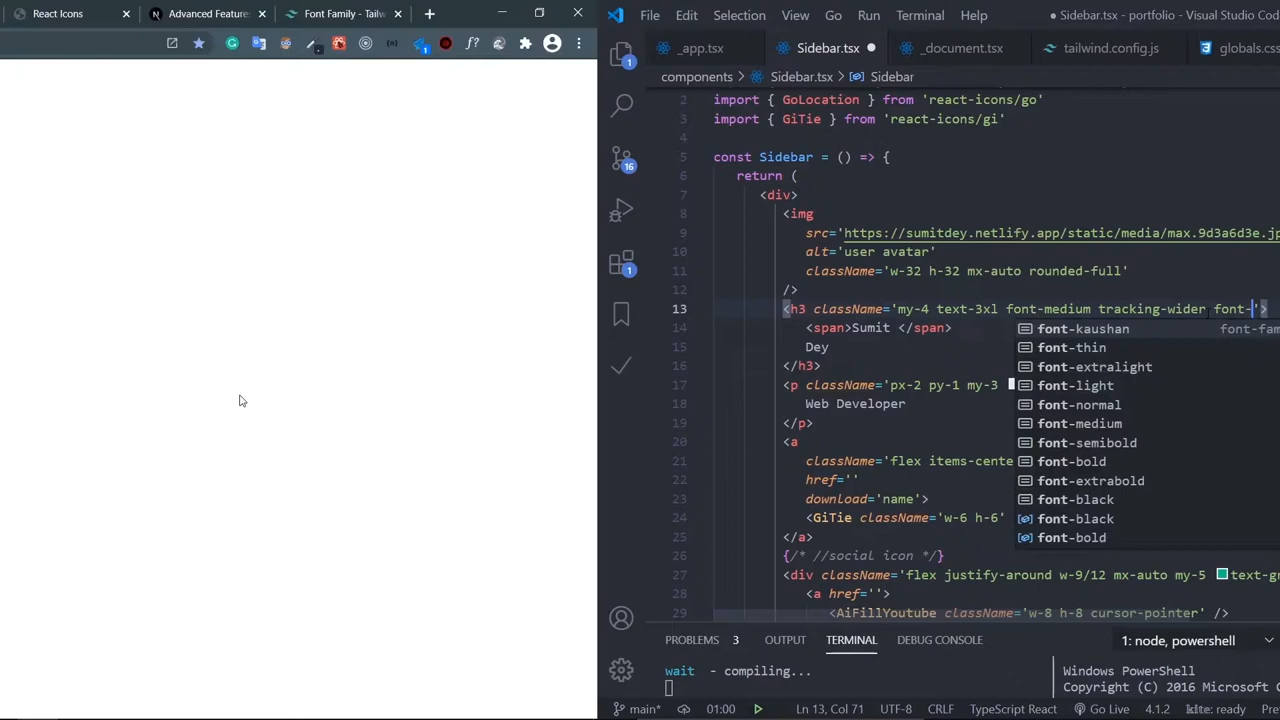 React Icons
Advanced Features
Font Family - Tailw
File Edit Selection View Go Run Terminal Help
Sidebar.tsx - portfolio - Visual Studio Cod
_app.tsx Sidebar.tsx _document.tsx tailwind.config.js globals.css
components > Sidebar.tsx > Sidebar
2 import { GoLocation } from 'react-icons/go'
3 import { GiTie } from 'react-icons/gi'
4
5 const Sidebar = () => {
6 return (
7 <div>
8 <img
9 src='https://sumitdey.netlify.app/static/media/max.9d3a6d3e.jp
10 alt='user avatar'
11 className='w-32 h-32 mx-auto rounded-full'
12 />
13 <h3 className='my-4 text-3xl font-medium tracking-wider font-'>
14 <span>Sumit </span>
15 Dey
16 </h3>
17 <p className='px-2 py-1 my-3
18 Web Developer
19 </p>
20 <a
21 className='flex items-cente
22 href=''
23 download='name'>
24 <GiTie className='w-6 h-6'
25 </a>
26 {/* //social icon */}
27 <div className='flex justify-around w-9/12 mx-auto my-5 text-gr
28 <a href=''>
29 <AiFillYoutube className='w-8 h-8 cursor-pointer' />
font-kaushan font-fam
font-thin
font-extralight
font-light
font-normal
font-medium
font-semibold
font-bold
font-extrabold
font-black
font-black
font-bold
1
16
1
1
PROBLEMS 3 OUTPUT TERMINAL DEBUG CONSOLE 1: node, powershell
wait - compiling...
Windows PowerShell
Copyright (C) 2016 Microsoft C
main* 01:00 Ln 13, Col 71 UTF-8 CRLF TypeScript React Go Live 4.1.2 kite: ready